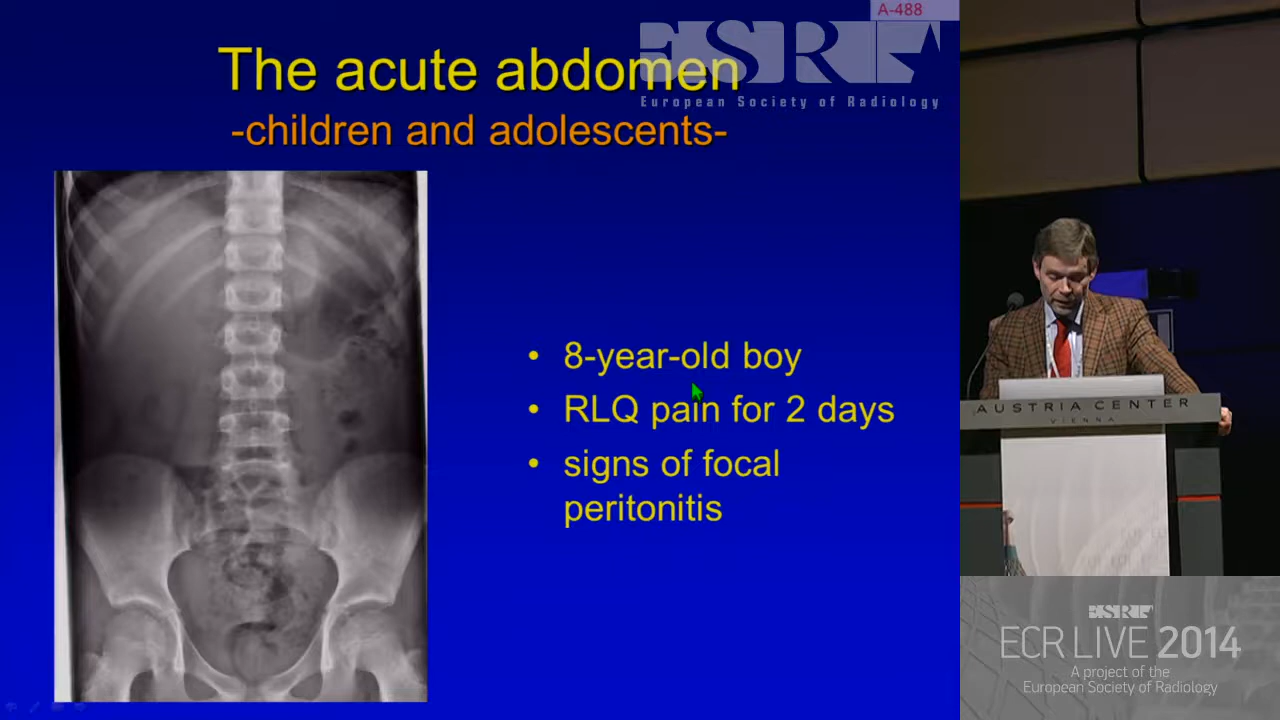 A-488
ESR
European Society of Radiology
The acute abdomen
-children and adolescents-
• 8-year-old boy
• RLQ pain for 2 days
• signs of focal
peritonitis
AUSTRIA CENTER
VIENNA
ESR
ECR LIVE 2014
A project of the
European Society of Radiology